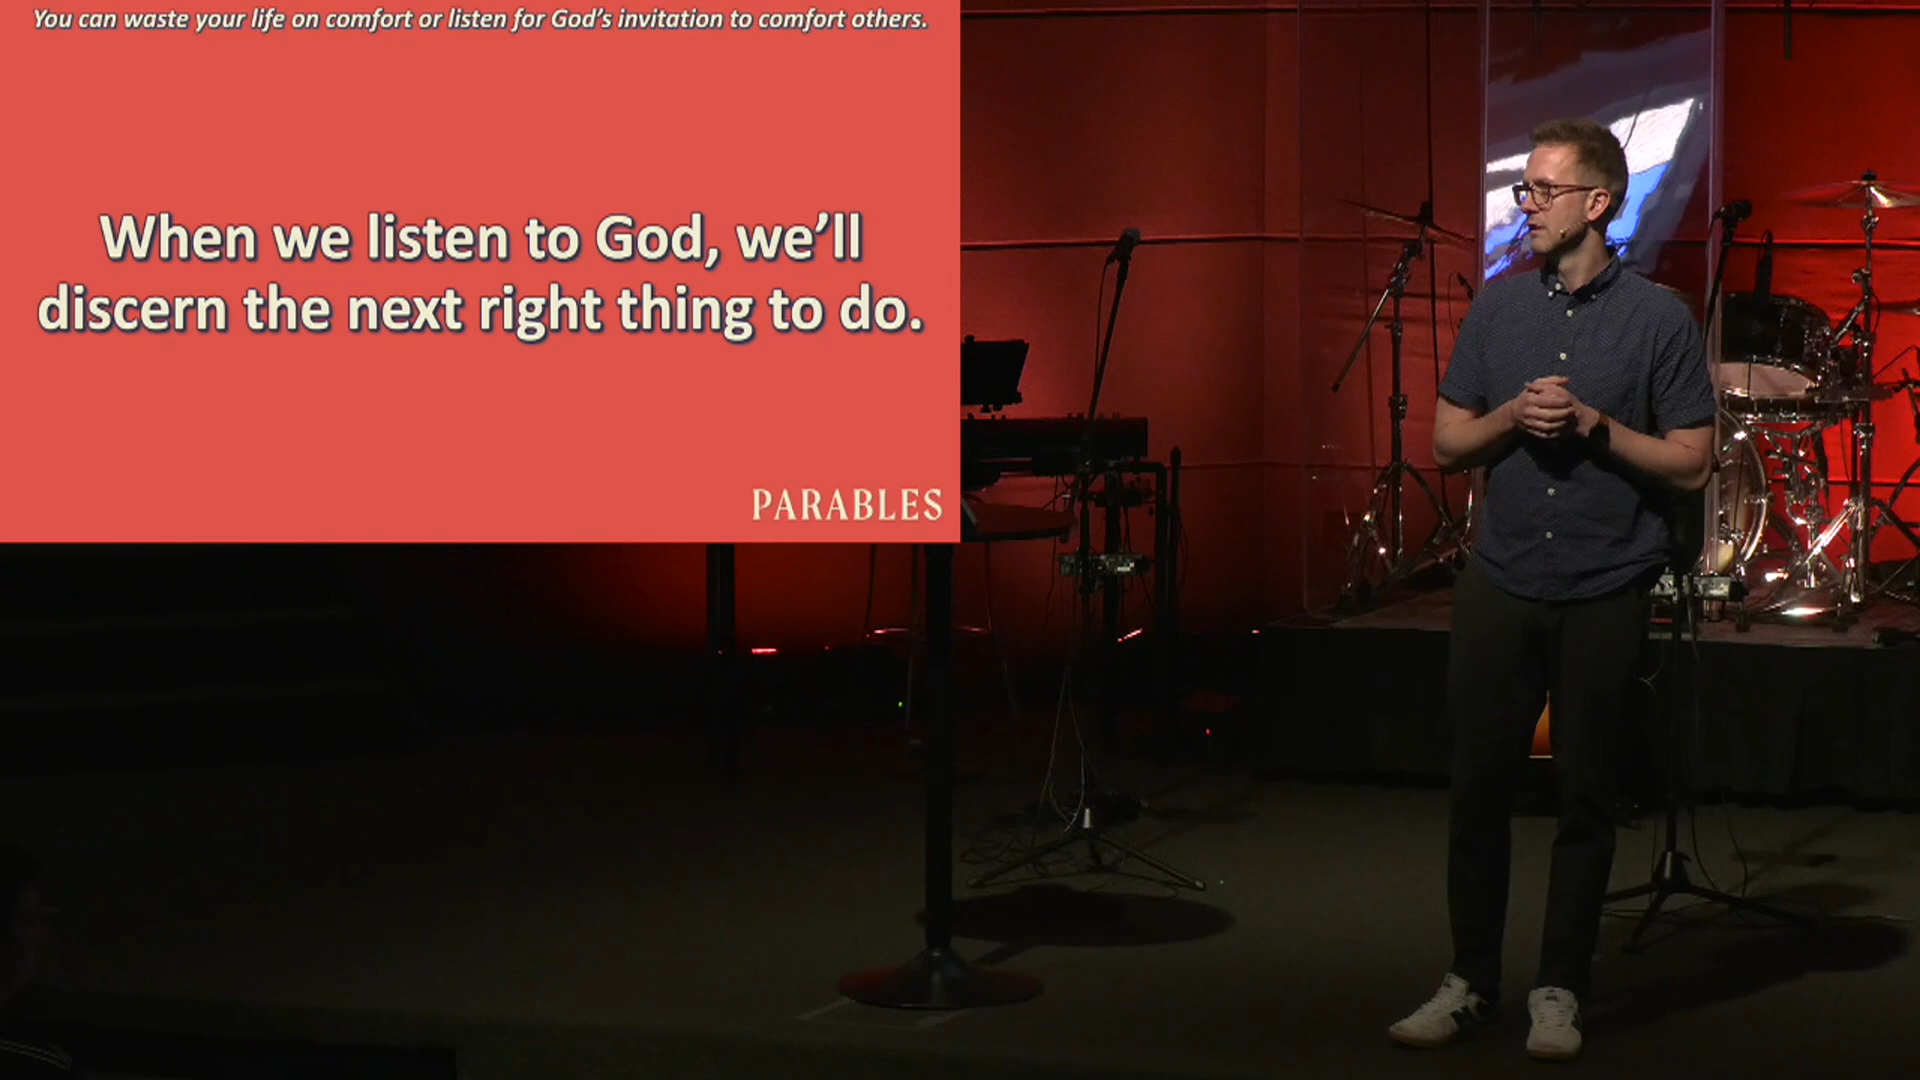 You can waste your life on comfort or listen for God's invitation to comfort others.
When we listen to God, we'll
discern the next right thing to do.
PARABLES